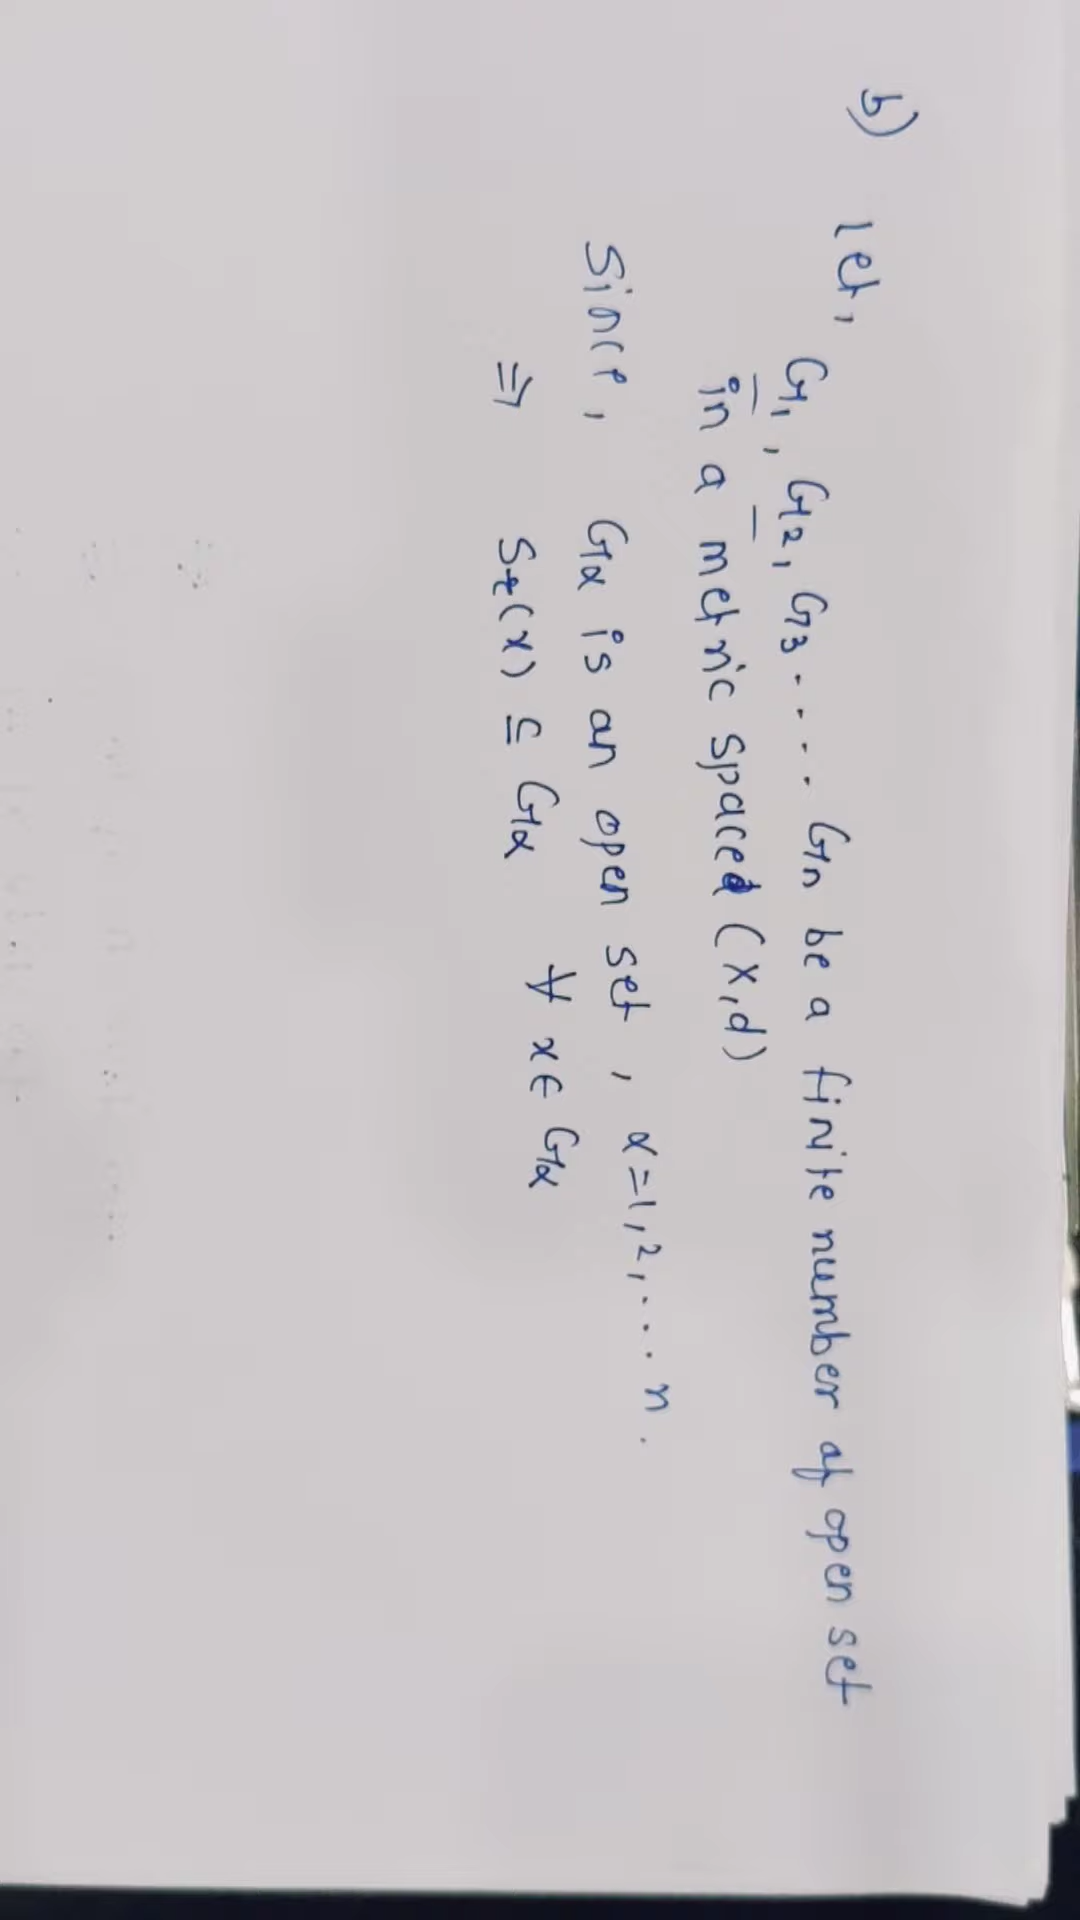 b) let,
G₁, G₂, G₃ .... Gₙ be a finite number of open set
in a metric space (X,d)
Since, Gα is an open set, α=1,2,...n.
⇒ Sr(x) ⊆ Gα ∀ x∈ Gα